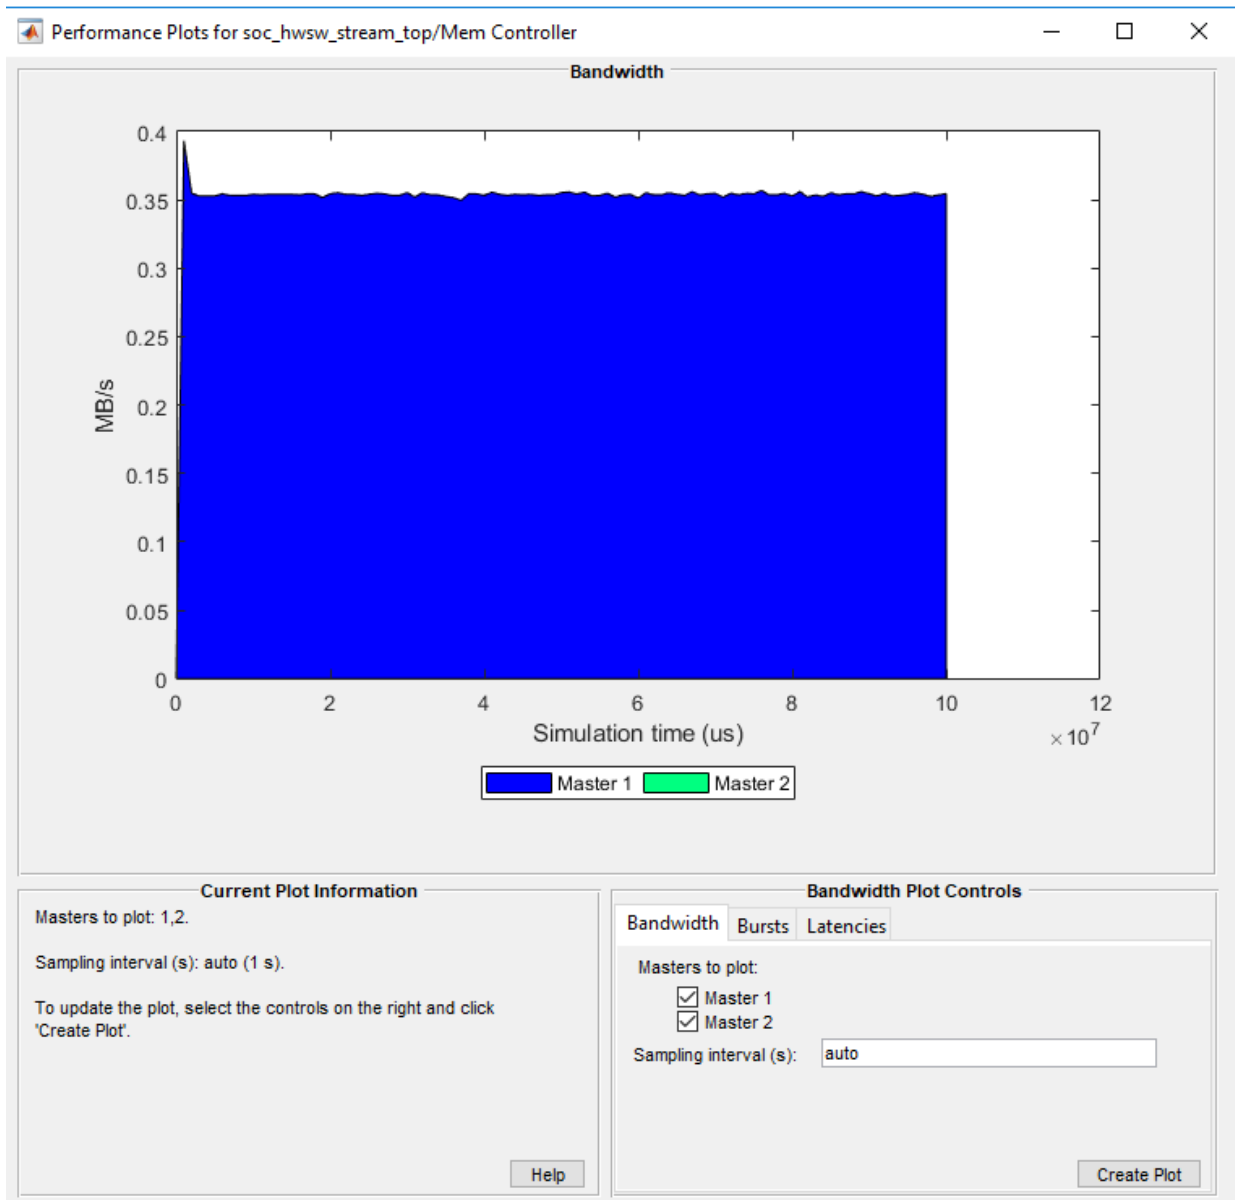 Performance Plots for soc_hwsw_stream_top/Mem Controller
Bandwidth
0.4
0.35
0.3
0.25
0.2
0.15
0.1
0.05
0
MB/s
0 2 4 6 8 10 12
Simulation time (us)
×10^7
Master 1 Master 2
Current Plot Information
Masters to plot: 1,2.
Sampling interval (s): auto (1 s).
To update the plot, select the controls on the right and click
'Create Plot'.
Help
Bandwidth Plot Controls
Bandwidth Bursts Latencies
Masters to plot:
Master 1
Master 2
Sampling interval (s): auto
Create Plot